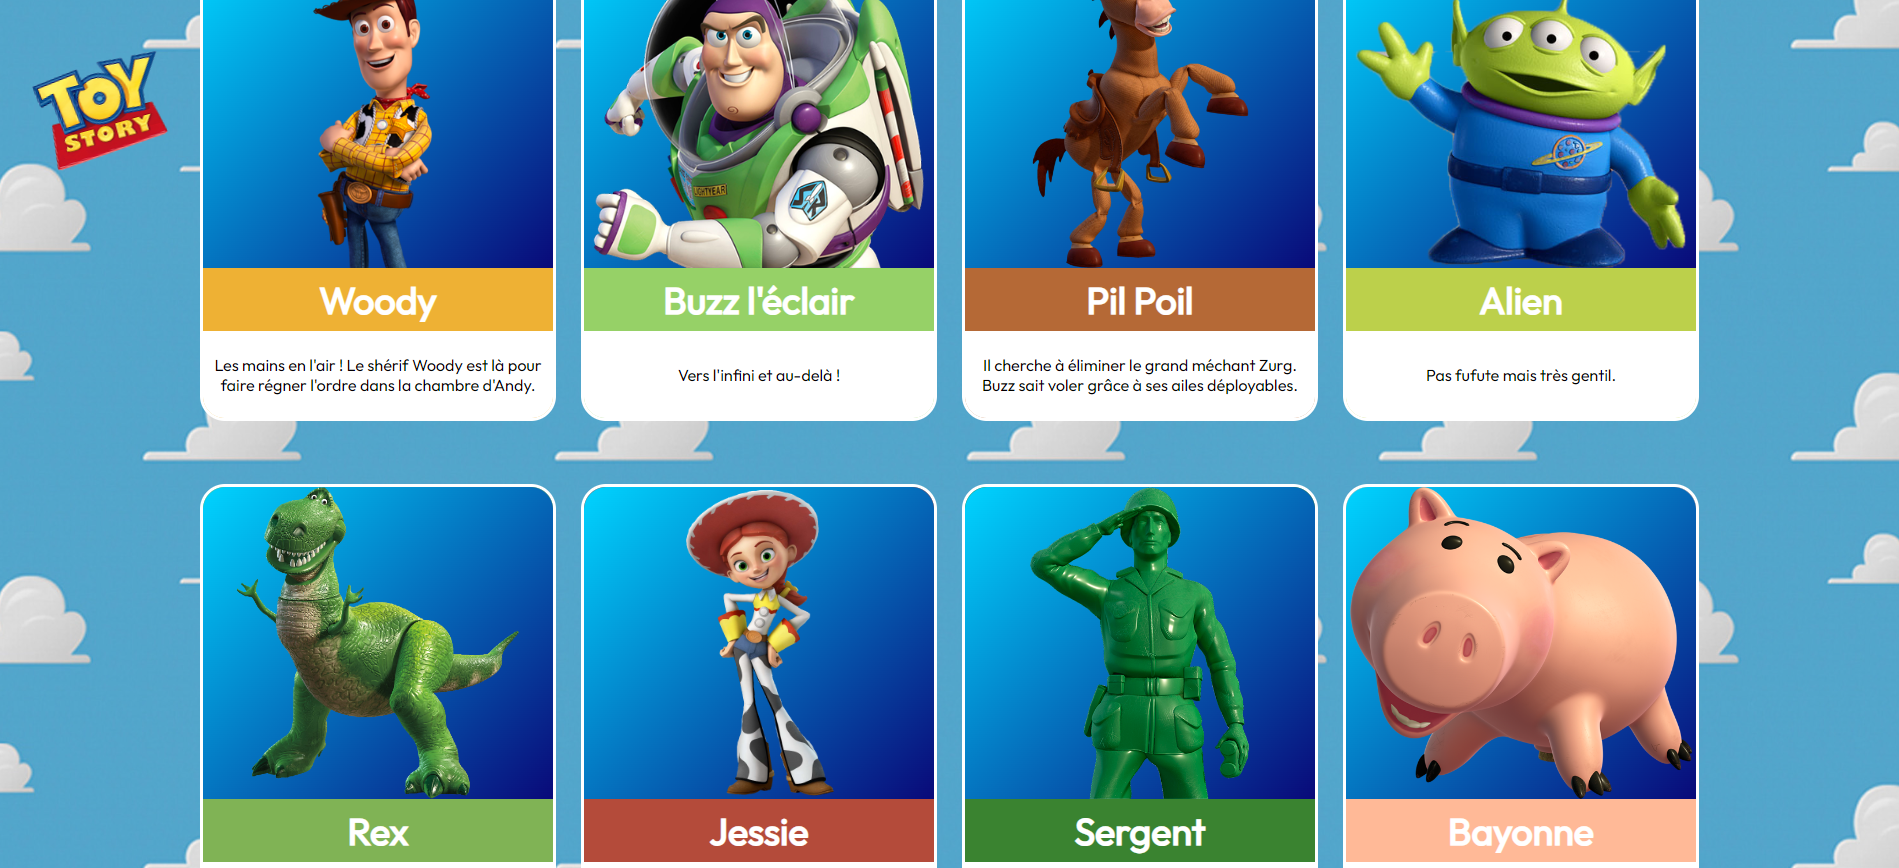 TOY
STORY
LIGHTYEAR
Woody
Buzz l'éclair
Pil Poil
Alien
Les mains en l'air ! Le shérif Woody est là pour
faire régner l'ordre dans la chambre d'Andy.
Vers l'infini et au-delà !
Il cherche à éliminer le grand méchant Zurg.
Buzz sait voler grâce à ses ailes déployables.
Pas fufute mais très gentil.
Rex
Jessie
Sergent
Bayonne